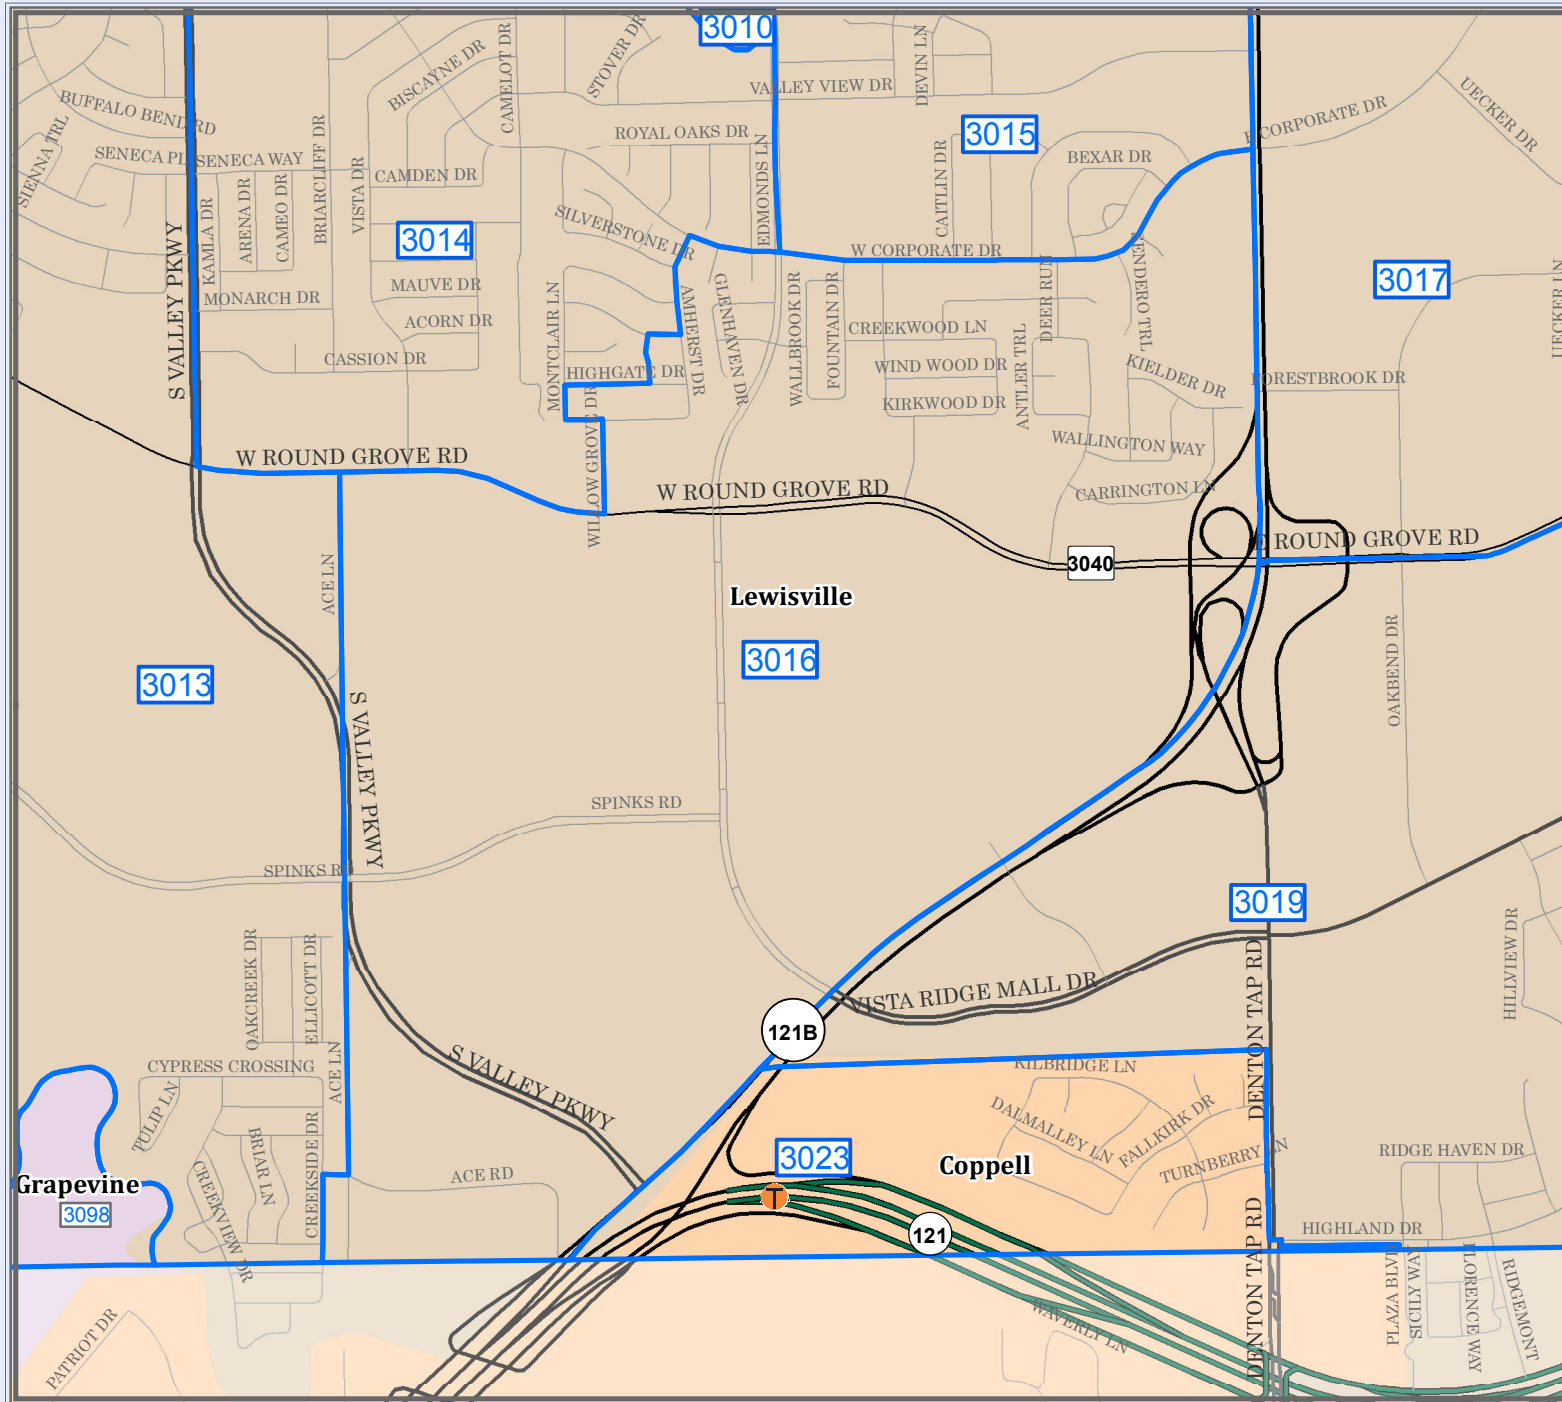 3010
STOVER DR
CAMELOT DR
BISCAYNE DR
DEVIN LN
VALLEY VIEW DR
UECKER DR
BUFFALO BEND RD
SIENNA TRL
BRIARCLIFF DR
ROYAL OAKS DR
3015
E CORPORATE DR
SENECA PL
SENECA WAY
VISTA DR
CAMDEN DR
EDMONDS LN
CAITLIN DR
BEXAR DR
KAMLA DR
ARENA DR
CAMEO DR
3014
SILVERSTONE DR
W CORPORATE DR
ZENDERO TRL
3017
S VALLEY PKWY
MONARCH DR
MAUVE DR
ACORN DR
CASSION DR
MONTCLAIR LN
HIGHGATE DR
AMHERST DR
GLENHAVEN DR
WALLBROOK DR
FOUNTAIN DR
CREEKWOOD LN
WIND WOOD DR
KIRKWOOD DR
ANTLER TRL
DEER RUN
KIELDER DR
FORESTBROOK DR
UECKER LN
WALLINGTON WAY
CARRINGTON LN
W ROUND GROVE RD
WILLOW GROVE DR
W ROUND GROVE RD
E ROUND GROVE RD
3040
ACE LN
Lewisville
3016
3013
OAKBEND DR
S VALLEY PKWY
SPINKS RD
SPINKS RD
3019
OAKCREEK DR
ELLICOTT DR
DENTON TAP RD
HILLVIEW DR
VISTA RIDGE MALL DR
121B
S VALLEY PKWY
CYPRESS CROSSING
ACE LN
KILBRIDGE LN
TULIP LN
BRIAR LN
CREEKSIDE DR
CREEKVIEW DR
DALMALLEY LN
FALLKIRK DR
TURNBERRY LN
RIDGE HAVEN DR
ACE RD
3023
Coppell
T
Grapevine
3098
121
HIGHLAND DR
DENTON TAP RD
PLAZA BLVD
SICILY WAY
FLORENCE WAY
RIDGEMONT
WAVERLY LN
PATRIOT DR